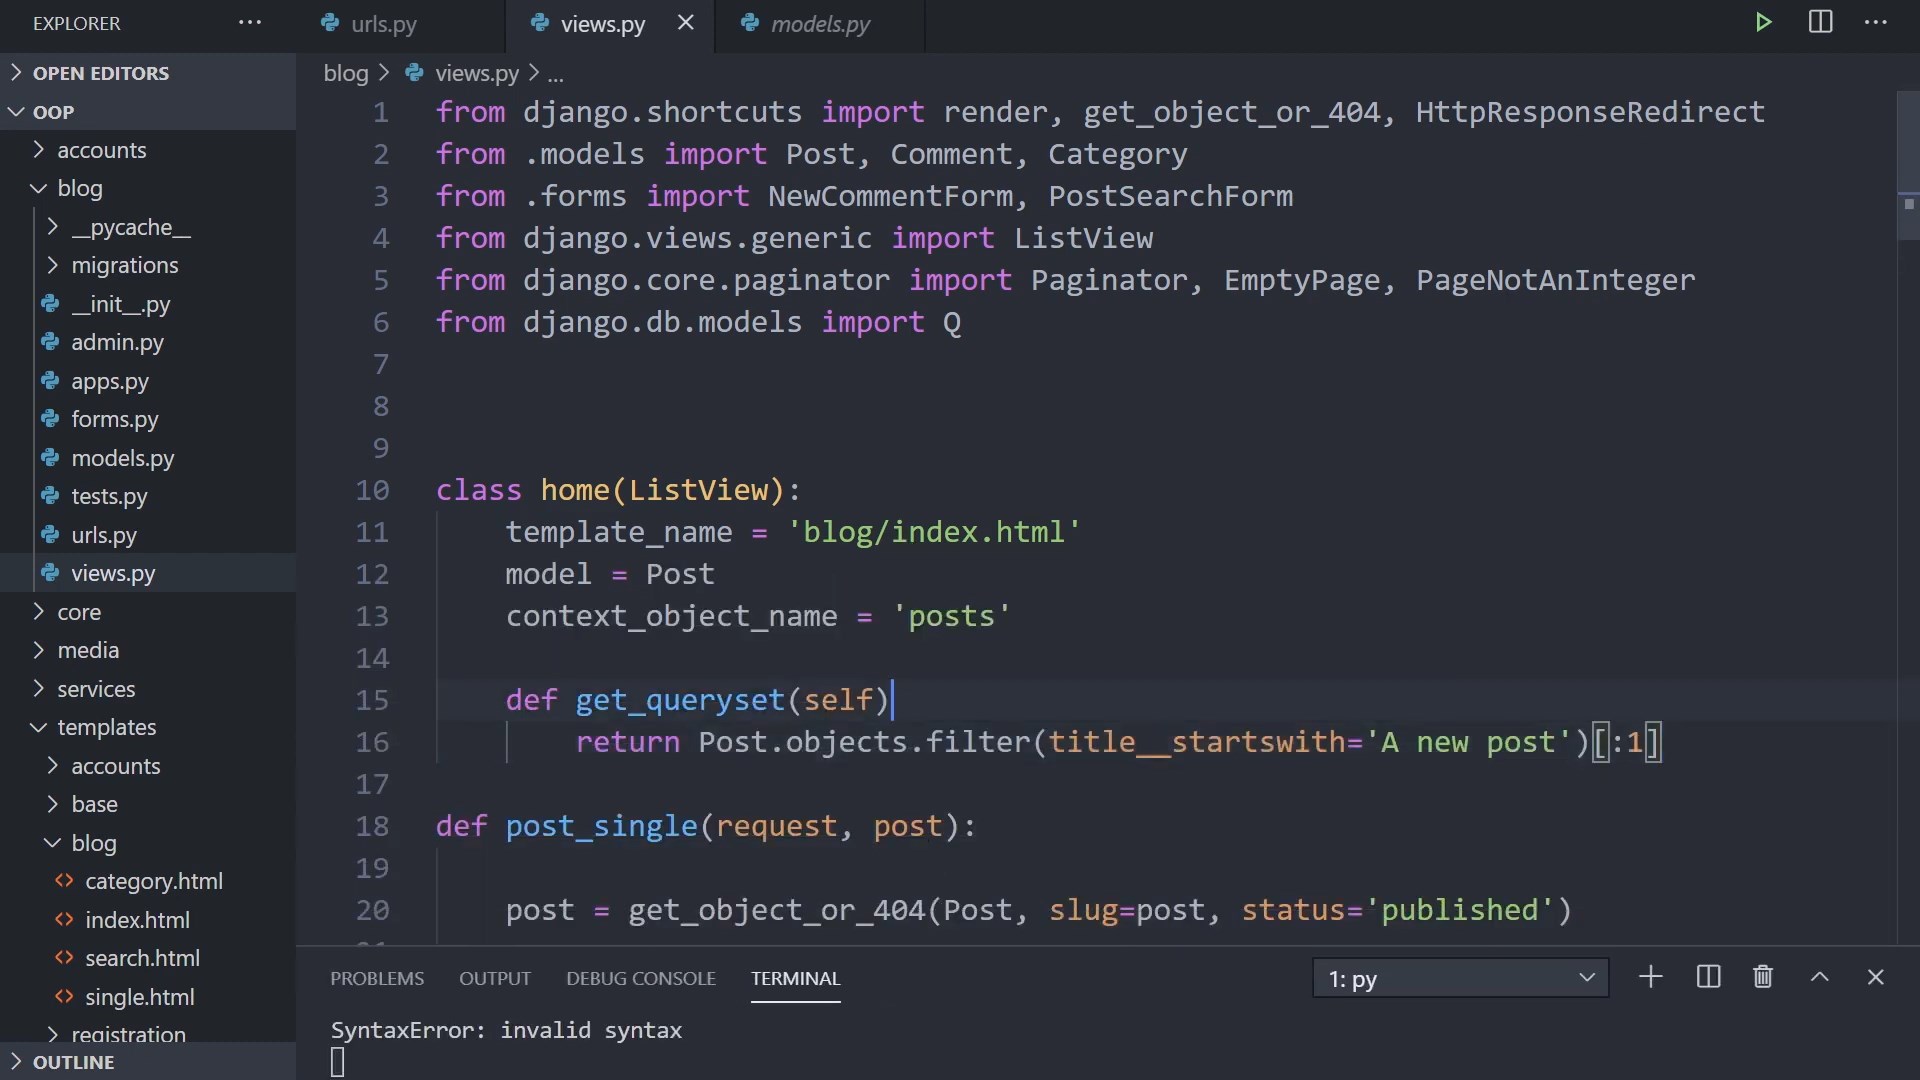 EXPLORER
OPEN EDITORS
OOP
accounts
blog
__pycache__
migrations
__init__.py
admin.py
apps.py
forms.py
models.py
tests.py
urls.py
views.py
core
media
services
templates
accounts
base
blog
category.html
index.html
search.html
single.html
registration
OUTLINE
urls.py views.py models.py
blog > views.py > ...
1 from django.shortcuts import render, get_object_or_404, HttpResponseRedirect
2 from .models import Post, Comment, Category
3 from .forms import NewCommentForm, PostSearchForm
4 from django.views.generic import ListView
5 from django.core.paginator import Paginator, EmptyPage, PageNotAnInteger
6 from django.db.models import Q
7
8
9
10 class home(ListView):
11     template_name = 'blog/index.html'
12     model = Post
13     context_object_name = 'posts'
14
15     def get_queryset(self)
16         return Post.objects.filter(title__startswith='A new post')[:1]
17
18 def post_single(request, post):
19
20     post = get_object_or_404(Post, slug=post, status='published')
PROBLEMS OUTPUT DEBUG CONSOLE TERMINAL 1: py
SyntaxError: invalid syntax